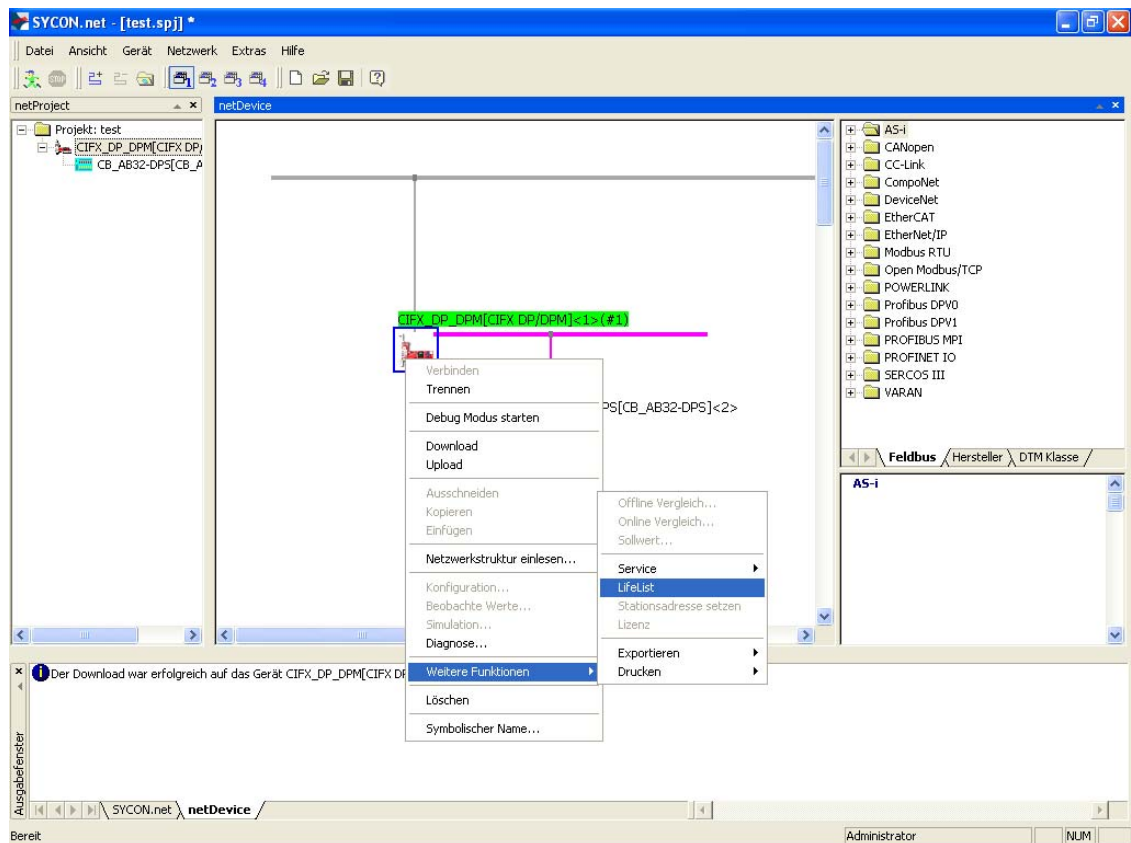 SYCON.net - [test.spj] *
Datei Ansicht Gerät Netzwerk Extras Hilfe
netProject
netDevice
Projekt: test
CIFX_DP_DPM[CIFX DP/
CB_AB32-DPS[CB_A
CIFX_DP_DPM[CIFX DP/DPM]<1>(#1)
PS[CB_AB32-DPS]<2>
Verbinden
Trennen
Debug Modus starten
Download
Upload
Ausschneiden
Kopieren
Einfügen
Netzwerkstruktur einlesen...
Konfiguration...
Beobachte Werte...
Simulation...
Diagnose...
Weitere Funktionen
Löschen
Symbolischer Name...
Offline Vergleich...
Online Vergleich...
Sollwert...
Service
LifeList
Stationsadresse setzen
Lizenz
Exportieren
Drucken
AS-i
CANopen
CC-Link
CompoNet
DeviceNet
EtherCAT
EtherNet/IP
Modbus RTU
Open Modbus/TCP
POWERLINK
Profibus DPV0
Profibus DPV1
PROFIBUS MPI
PROFINET IO
SERCOS III
VARAN
Feldbus Hersteller DTM Klasse
AS-i
Der Download war erfolgreich auf das Gerät CIFX_DP_DPM[CIFX DP
Ausgabefenster
SYCON.net netDevice
Bereit
Administrator
NUM